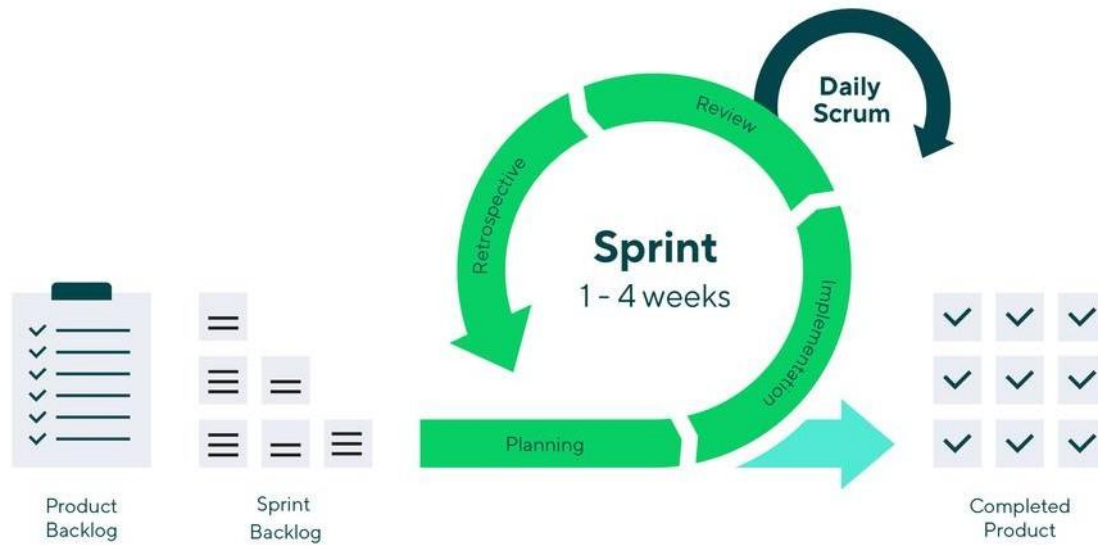 Daily
Scrum
Review
Retrospective
Sprint
1 - 4 weeks
Implementation
Planning
Product
Backlog
Sprint
Backlog
Completed
Product